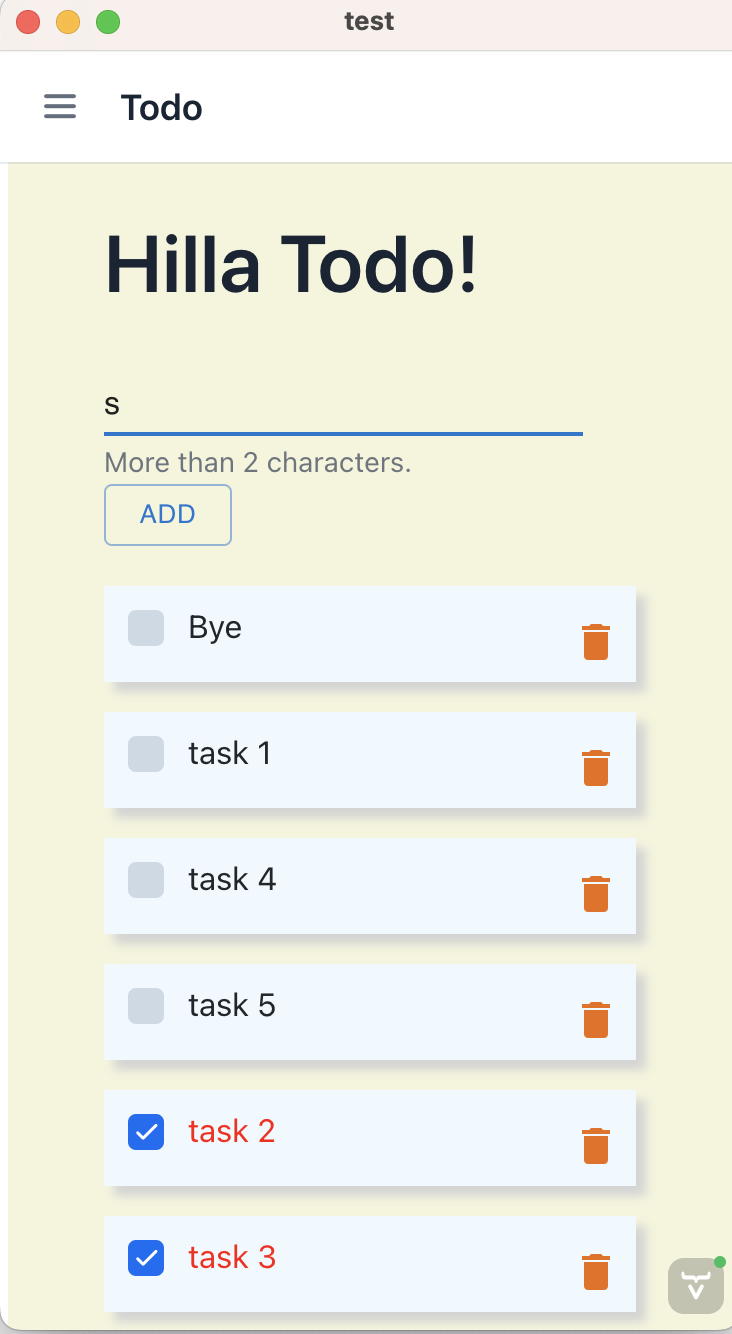 test
Todo
Hilla Todo!
s
More than 2 characters.
ADD
Bye
task 1
task 4
task 5
task 2
task 3